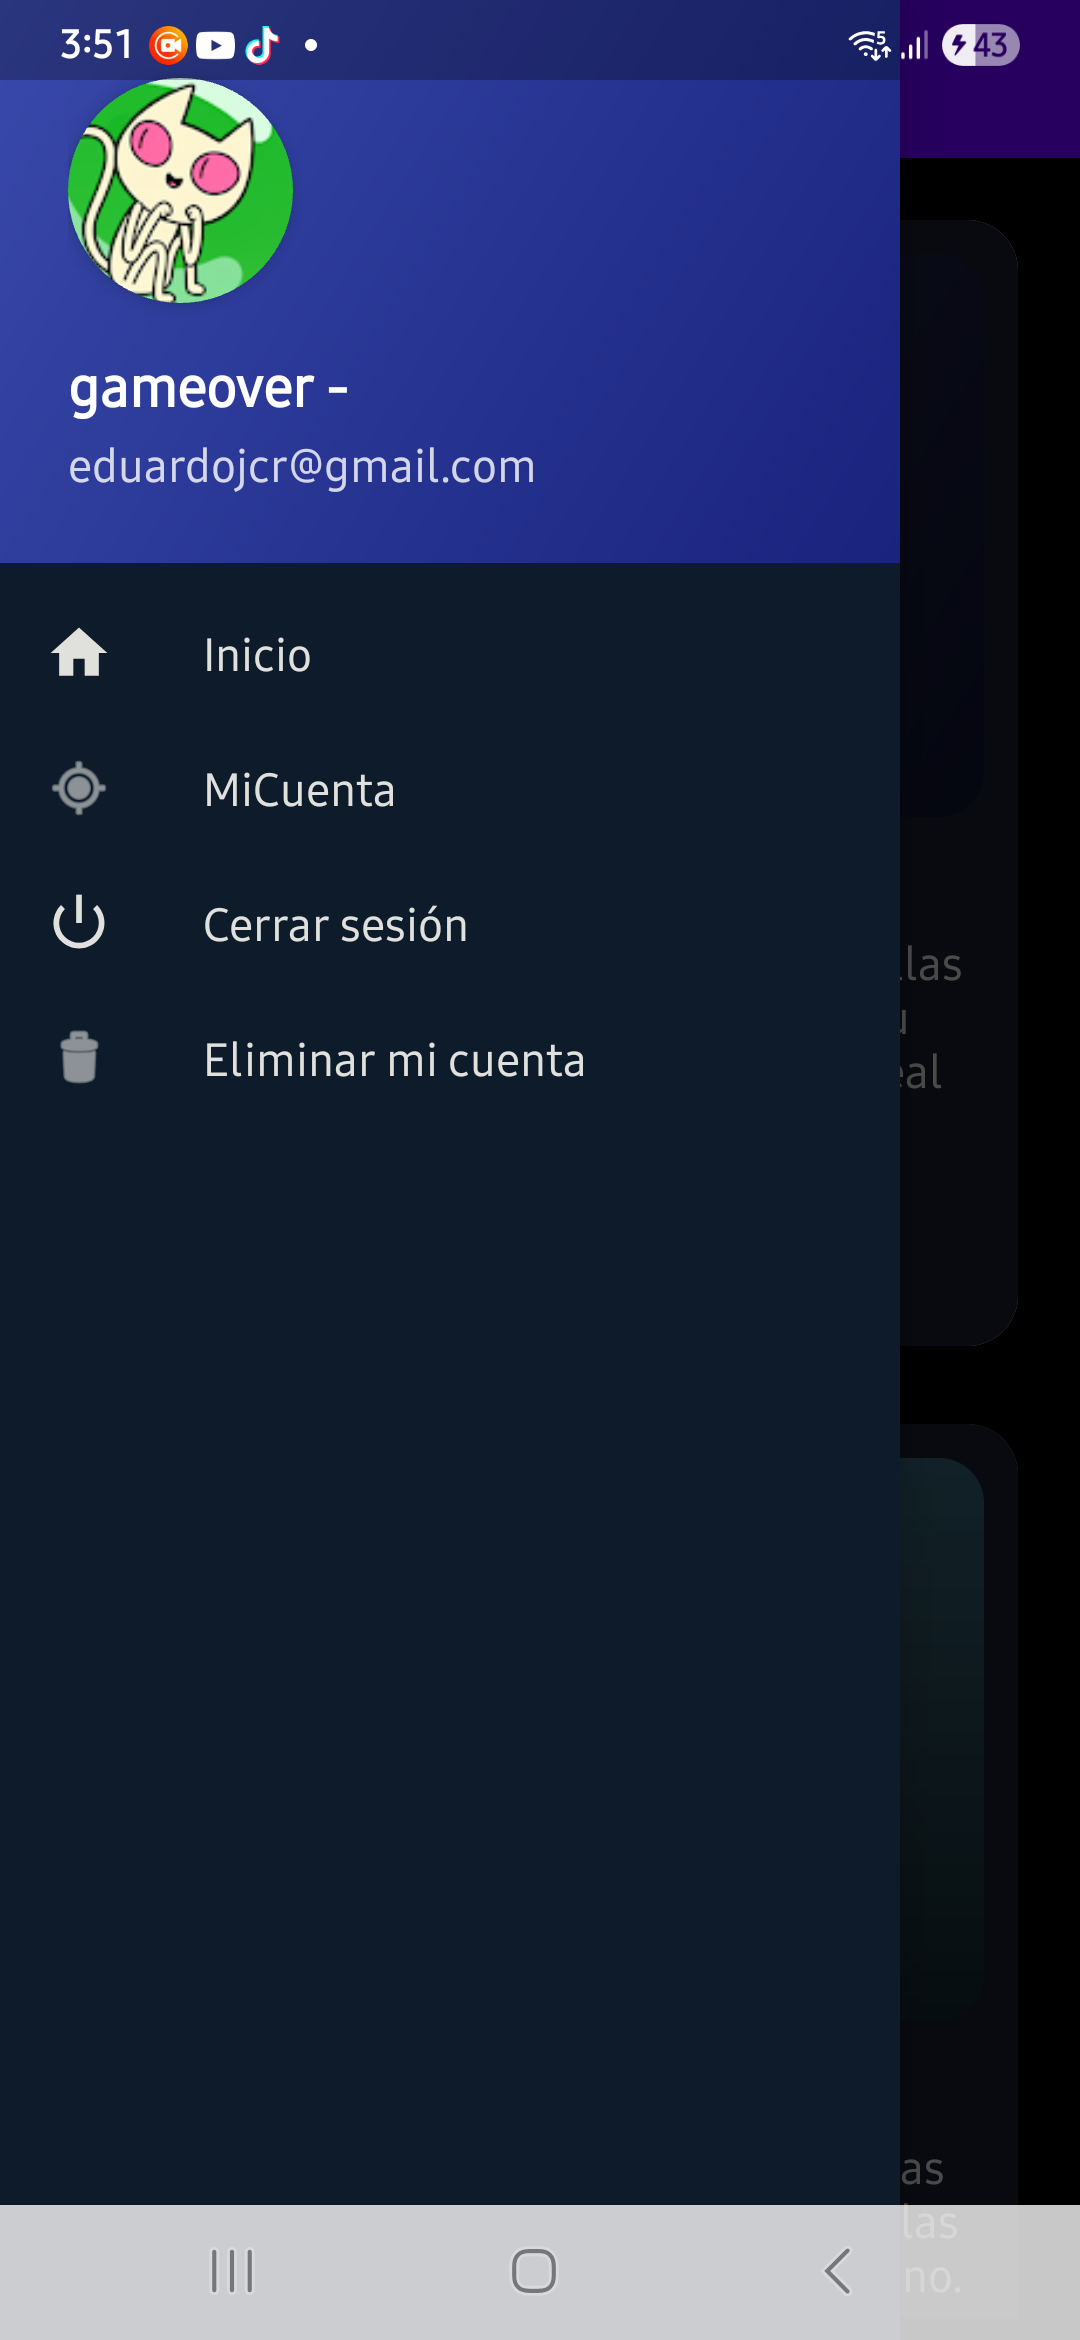 3:51
5
43
gameover -
eduardojcr@gmail.com
Inicio
MiCuenta
Cerrar sesión
Eliminar mi cuenta
las
eal
as
las
no.